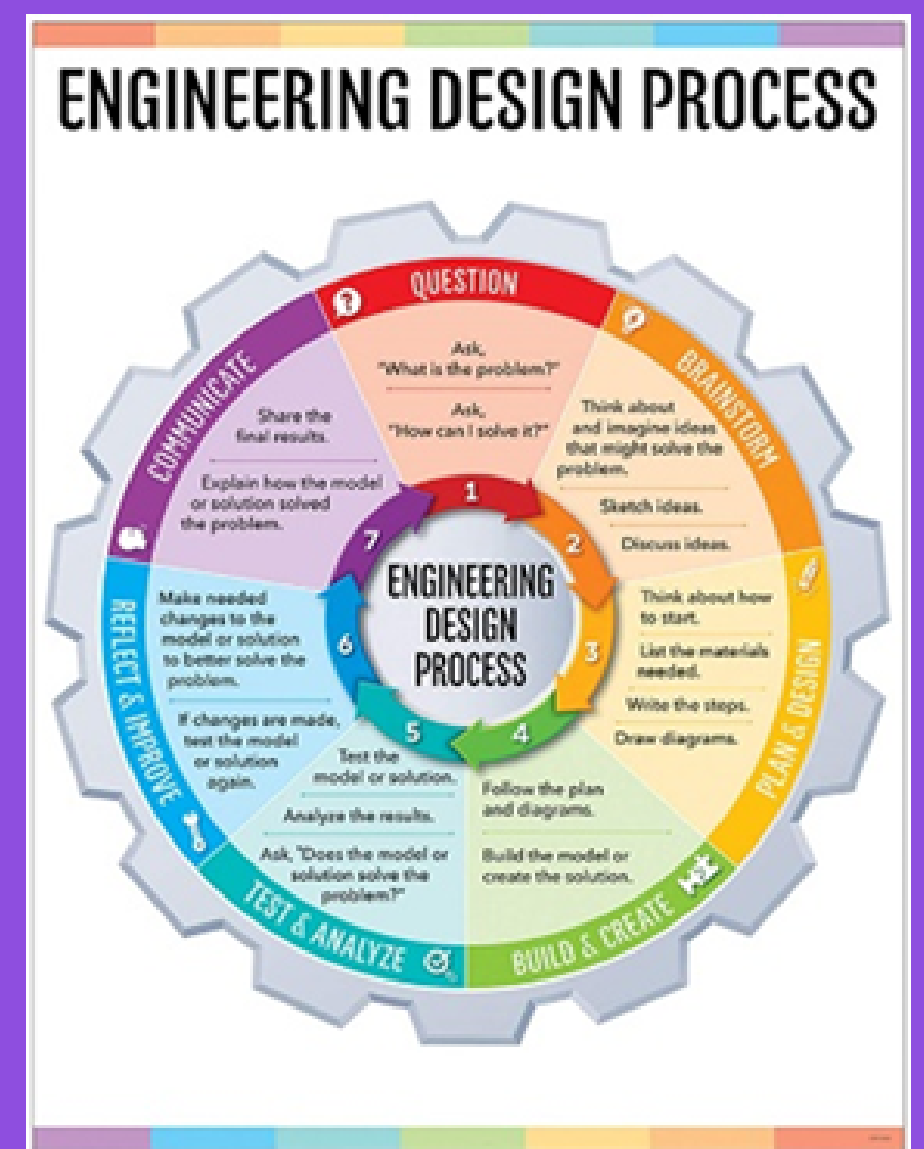 ENGINEERING DESIGN PROCESS
QUESTION
Ask,
"What is the problem?"
Ask,
"How can I solve it?"
BRAINSTORM
Think about
and imagine ideas
that might solve the
problem.
Sketch ideas.
Discuss ideas.
PLAN & DESIGN
Think about how
to start.
List the materials
needed.
Write the steps.
Draw diagrams.
BUILD & CREATE
Follow the plan
and diagrams.
Build the model or
create the solution.
TEST & ANALYZE
Test the
model or solution.
Analyze the results.
Ask, "Does the model or
solution solve the
problem?"
REFLECT & IMPROVE
Make needed
changes to the
model or solution
to better solve the
problem.
If changes are made,
test the model
or solution
again.
COMMUNICATE
Share the
final results.
Explain how the model
or solution solved
the problem.
1
2
3
4
5
6
7
ENGINEERING
DESIGN
PROCESS